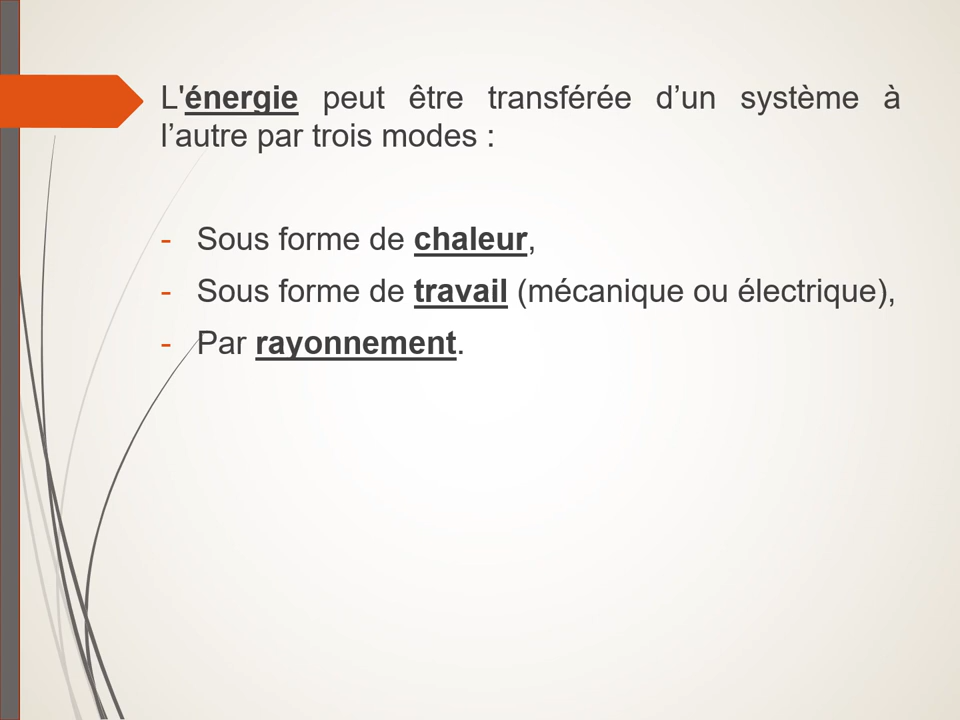 L'énergie peut être transférée d’un système à
l’autre par trois modes :
- Sous forme de chaleur,
- Sous forme de travail (mécanique ou électrique),
- Par rayonnement.